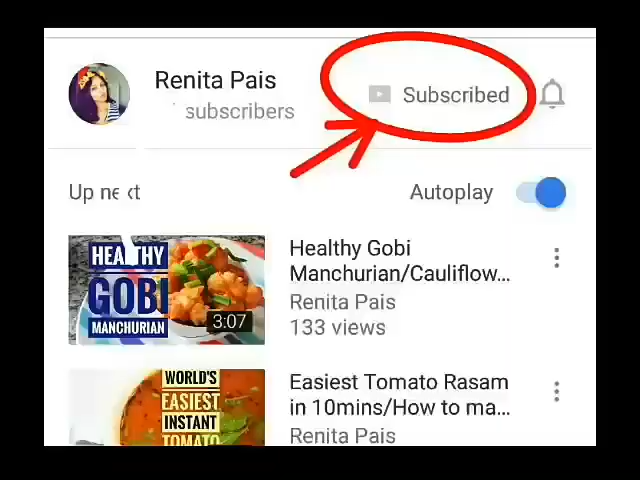 Renita Pais
Subscribed
subscribers
Up next
Autoplay
HEALTHY
GOBI
MANCHURIAN
3:07
Healthy Gobi
Manchurian/Cauliflow...
Renita Pais
133 views
WORLD'S
EASIEST
INSTANT
TOMATO
Easiest Tomato Rasam
in 10mins/How to ma...
Renita Pais